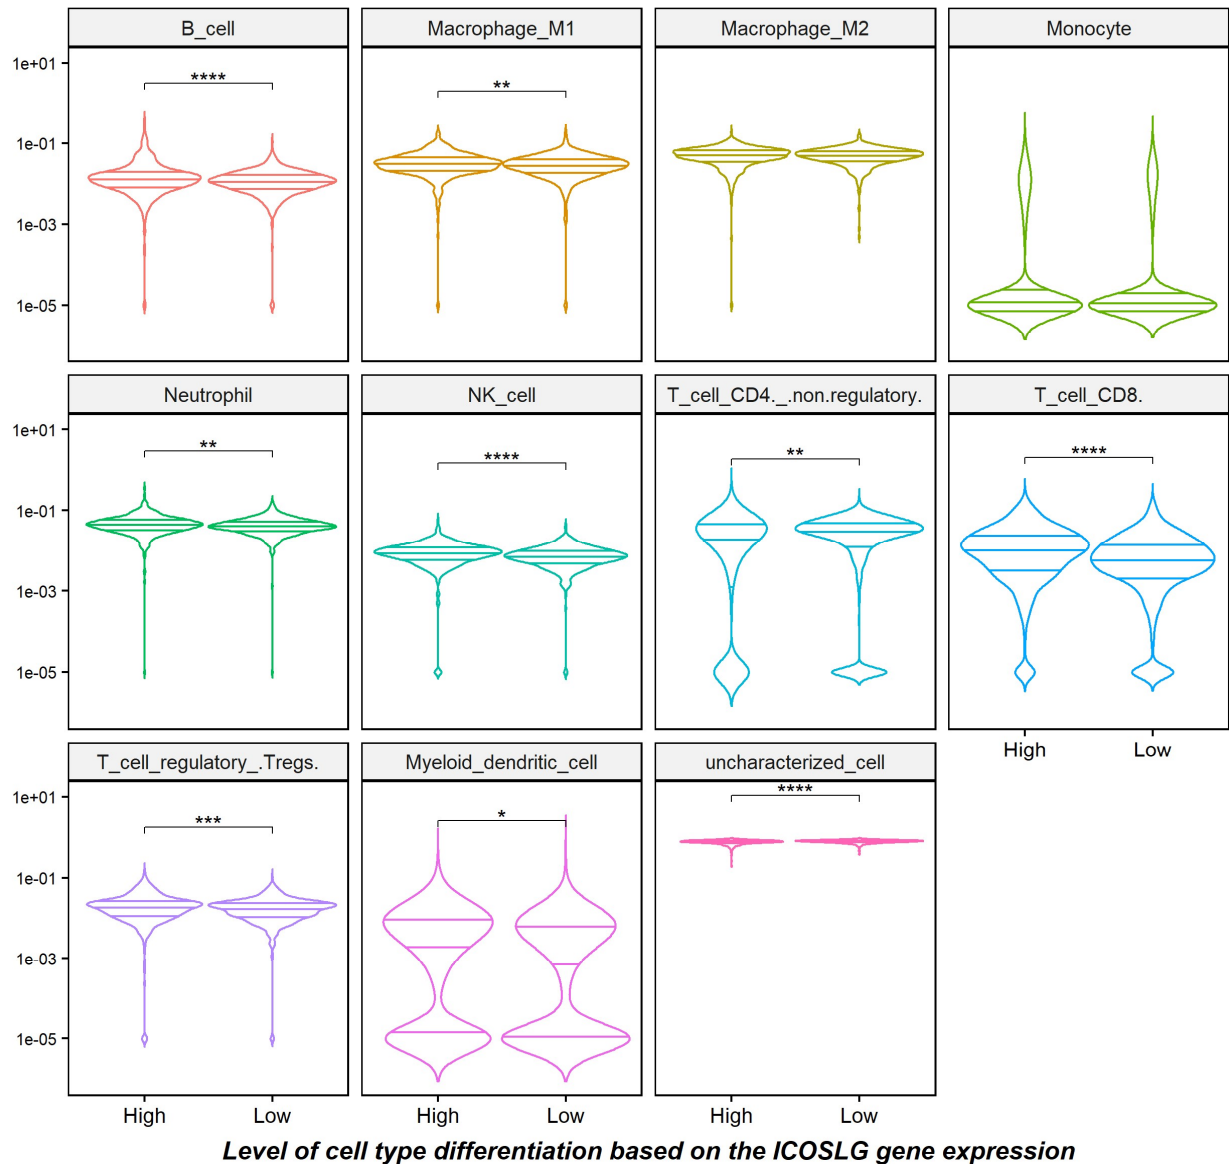 B_cell
Macrophage_M1
Macrophage_M2
Monocyte
1e+01
1e-01
1e-03
1e-05
****
**
Neutrophil
NK_cell
T_cell_CD4._.non.regulatory.
T_cell_CD8.
1e+01
1e-01
1e-03
1e-05
**
****
**
****
High
Low
T_cell_regulatory_.Tregs.
Myeloid_dendritic_cell
uncharacterized_cell
1e+01
1e-01
1e-03
1e-05
***
*
****
High
Low
High
Low
High
Low
Level of cell type differentiation based on the ICOSLG gene expression